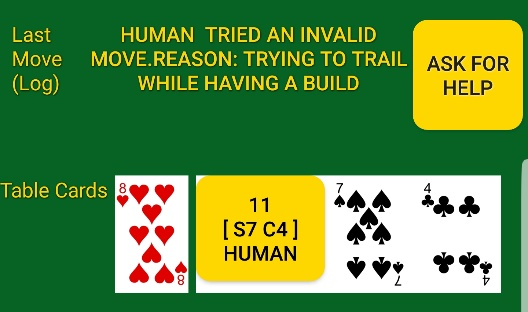 Last
Move
(Log)
HUMAN TRIED AN INVALID
MOVE.REASON: TRYING TO TRAIL
WHILE HAVING A BUILD
ASK FOR
HELP
Table Cards
8
8
11
[ S7 C4 ]
HUMAN
7
7
4
4